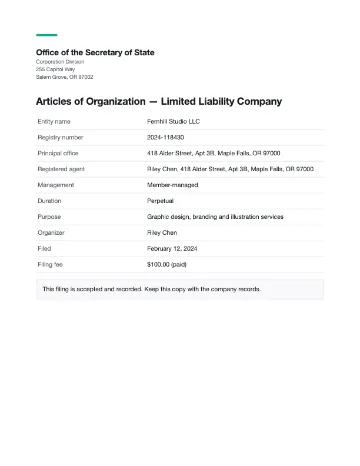 Office of the Secretary of State
Corporation Division
255 Capitol Way
Salem Grove, OR 97002
Articles of Organization — Limited Liability Company
Entity name Fernhill Studio LLC
Registry number 2024-118430
Principal office 418 Alder Street, Apt 3B, Maple Falls, OR 97000
Registered agent Riley Chen, 418 Alder Street, Apt 3B, Maple Falls, OR 97000
Management Member-managed
Duration Perpetual
Purpose Graphic design, branding and illustration services
Organizer Riley Chen
Filed February 12, 2024
Filing fee $100.00 (paid)
This filing is accepted and recorded. Keep this copy with the company records.